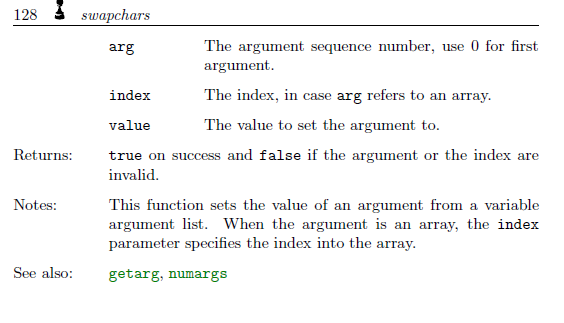 128 swapchars
arg The argument sequence number, use 0 for first
argument.
index The index, in case arg refers to an array.
value The value to set the argument to.
Returns: true on success and false if the argument or the index are
invalid.
Notes: This function sets the value of an argument from a variable
argument list. When the argument is an array, the index
parameter specifies the index into the array.
See also: getarg, numargs